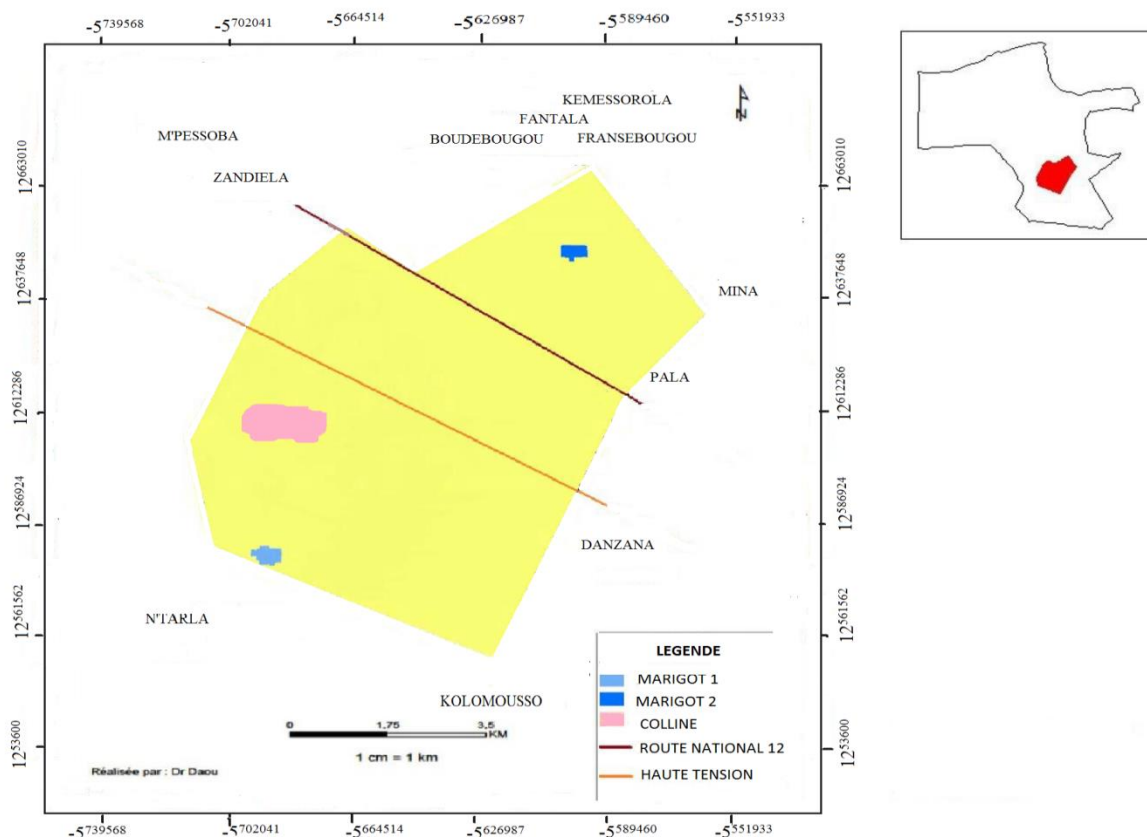 -5739568 -5702041 -5664514 -5626987 -5589460 -5551933
KEMESSOROLA
FANTALA
M'PESSOBA BOUDEBOUGOU FRANSEBOUGOU
ZANDIELA
12663010 12663010
12637648 12637648
MINA
PALA
12612286 12612286
12586924 12586924
DANZANA
N'TARLA
12561562 12561562
KOLOMOUSSO
LEGENDE
MARIGOT 1
MARIGOT 2
COLLINE
ROUTE NATIONAL 12
HAUTE TENSION
0 1.75 3.5
KM
1 cm = 1 km
Réalisée par : Dr Daou
1253600 1253600
-5739568 -5702041 -5664514 -5626987 -5589460 -5551933